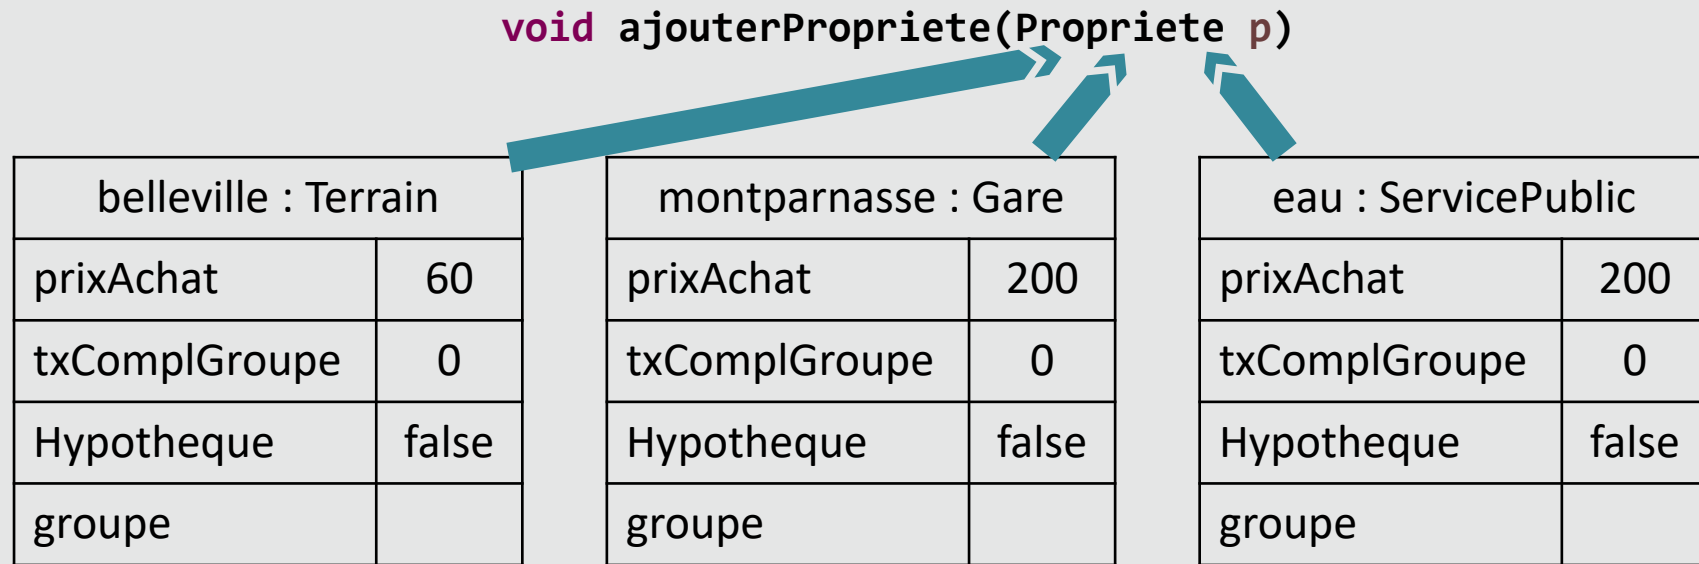 void ajouterPropriete(Propriete p)
belleville : Terrain
prixAchat 60
txComplGroupe 0
Hypotheque false
groupe
montparnasse : Gare
prixAchat 200
txComplGroupe 0
Hypotheque false
groupe
eau : ServicePublic
prixAchat 200
txComplGroupe 0
Hypotheque false
groupe